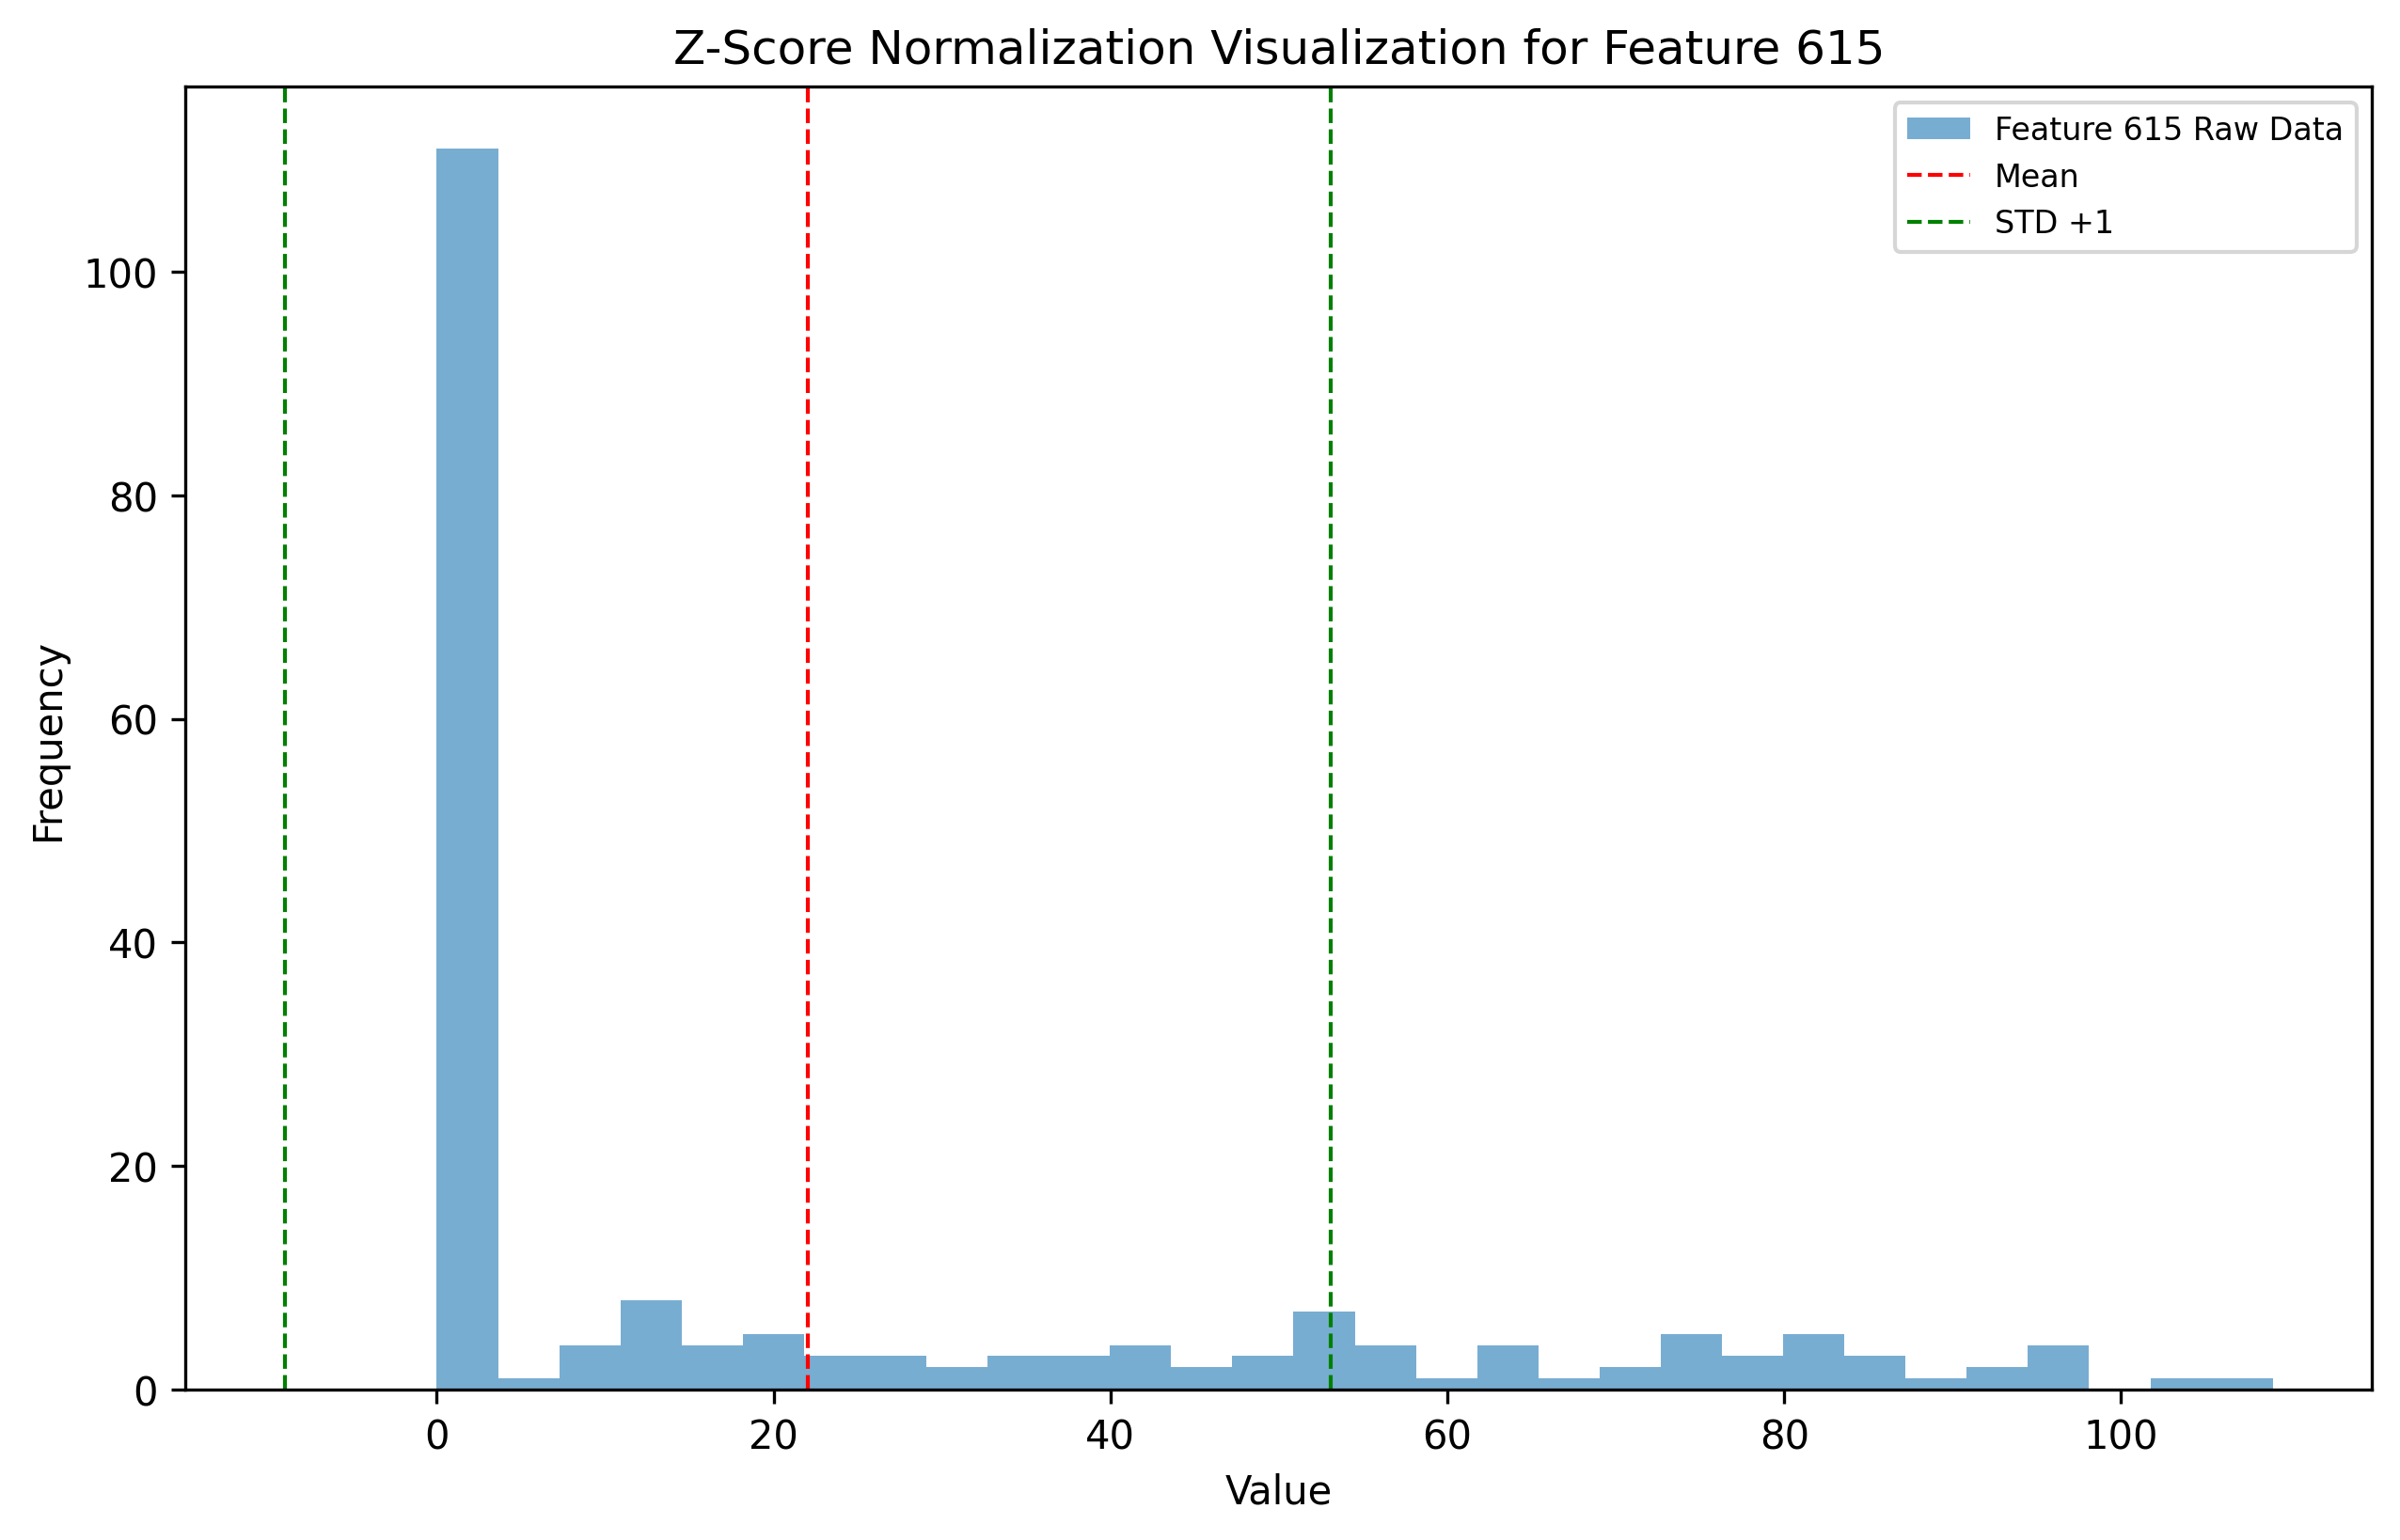 Z-Score Normalization Visualization for Feature 615
Feature 615 Raw Data
Mean
STD +1
Frequency
100
80
60
40
20
0
0 20 40 60 80 100
Value